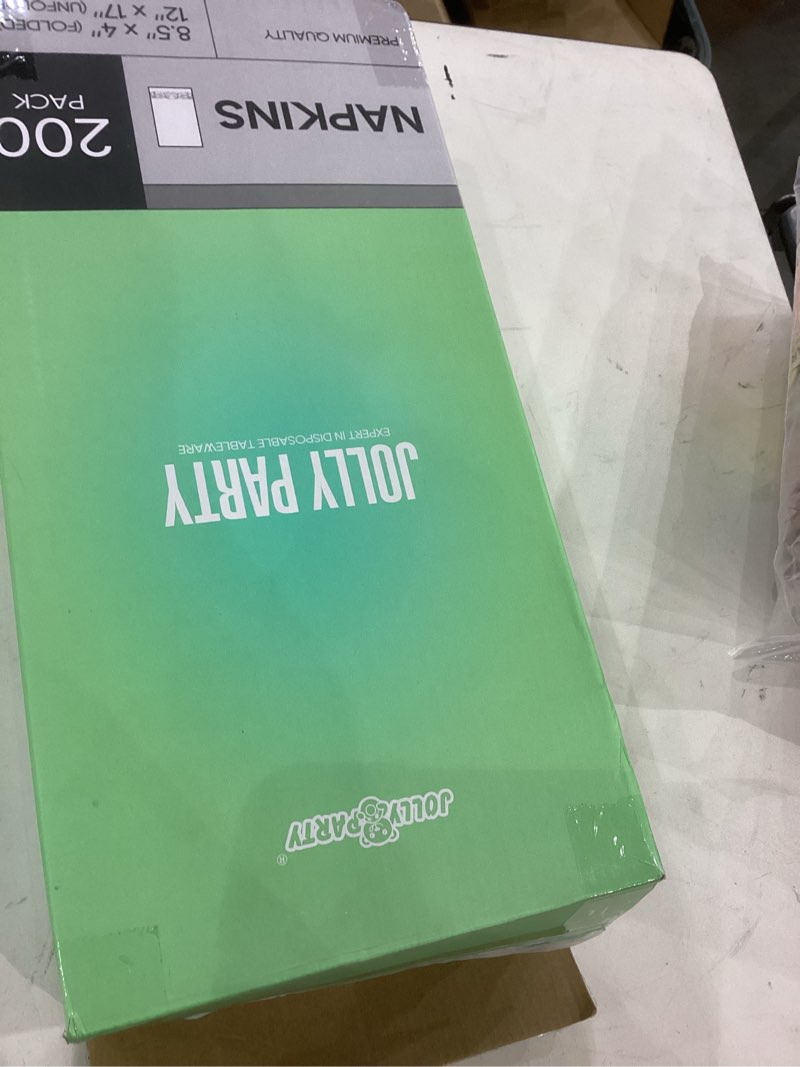 JOLLY PARTY
®
JOLLY PARTY
EXPERT IN DISPOSABLE TABLEWARE
NAPKINS
200
PACK
PREMIUM QUALITY
8.5" x 4" (FOLDED
12" x 17"